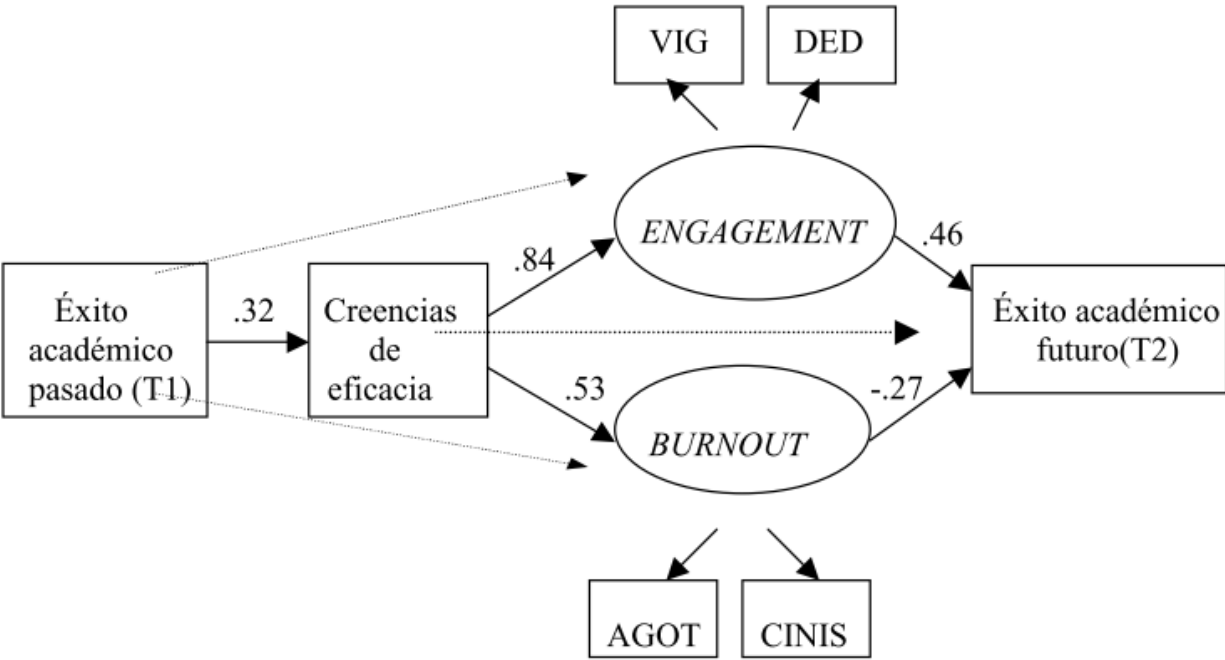 VIG
DED
ENGAGEMENT
.46
.84
Éxito
académico
pasado (T1)
.32
Creencias
de
eficacia
Éxito académico
futuro(T2)
.53
-.27
BURNOUT
AGOT
CINIS